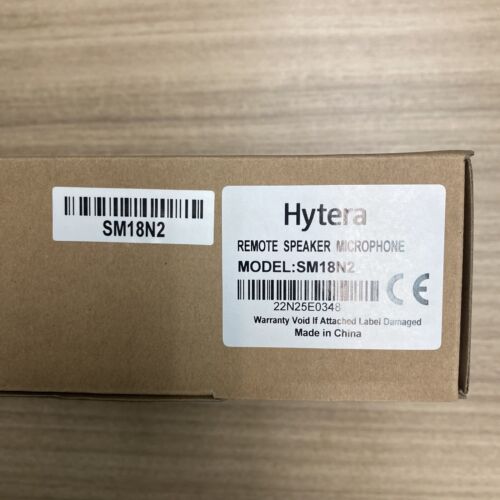 SM18N2
Hytera
REMOTE SPEAKER MICROPHONE
MODEL:SM18N2
22N25E0348
CE
Warranty Void If Attached Label Damaged
Made in China